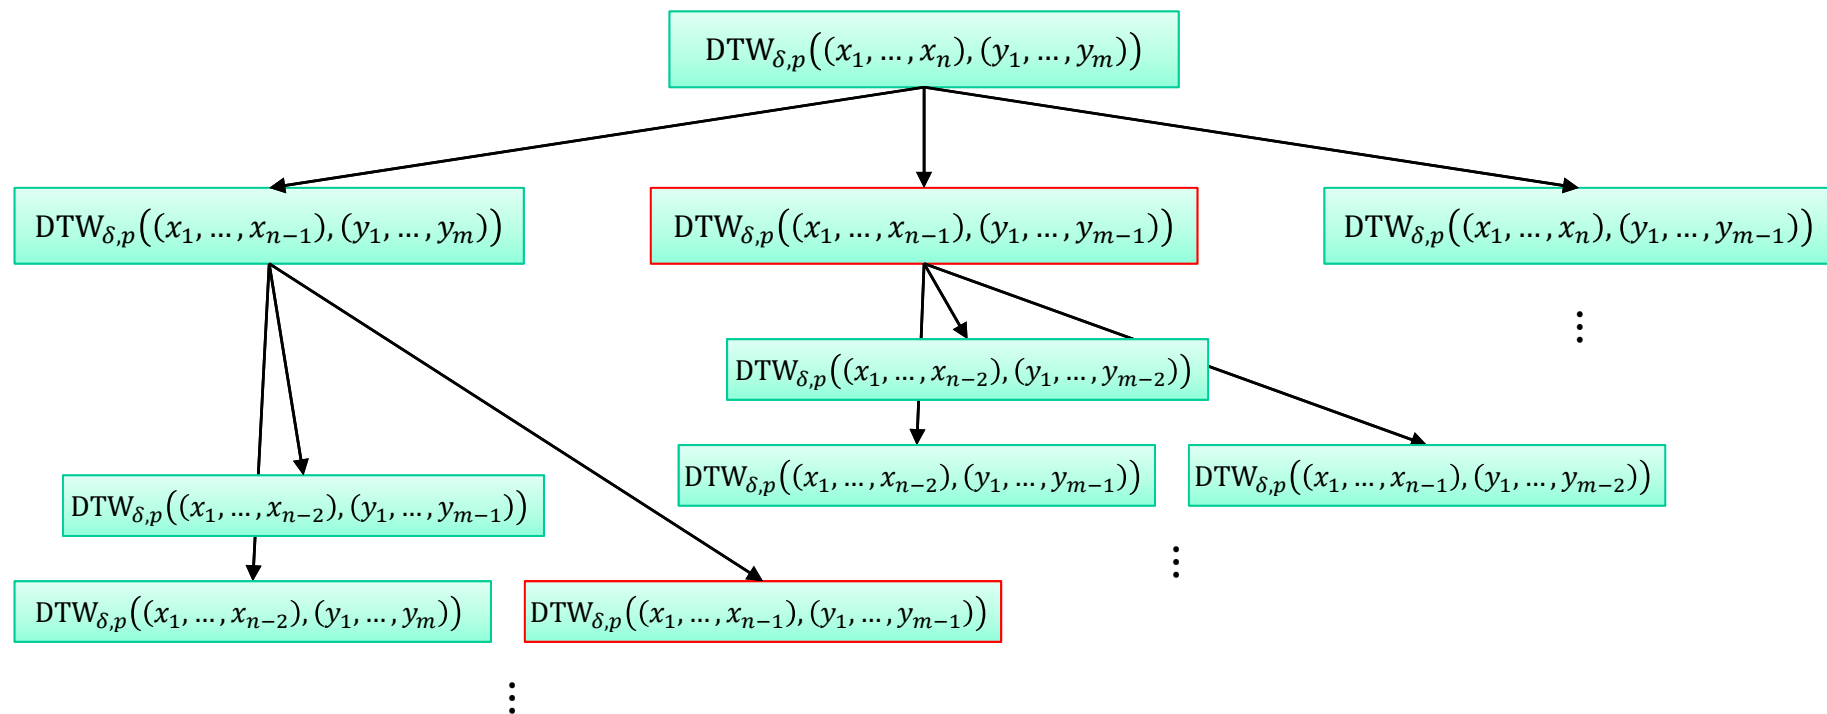 DTW_{δ,p}((x_1, …, x_n), (y_1, …, y_m))
DTW_{δ,p}((x_1, …, x_{n−1}), (y_1, …, y_m))
DTW_{δ,p}((x_1, …, x_{n−1}), (y_1, …, y_{m−1}))
DTW_{δ,p}((x_1, …, x_n), (y_1, …, y_{m−1}))
⋮
DTW_{δ,p}((x_1, …, x_{n−2}), (y_1, …, y_{m−2}))
DTW_{δ,p}((x_1, …, x_{n−2}), (y_1, …, y_{m−1}))
DTW_{δ,p}((x_1, …, x_{n−1}), (y_1, …, y_{m−2}))
⋮
DTW_{δ,p}((x_1, …, x_{n−2}), (y_1, …, y_{m−1}))
DTW_{δ,p}((x_1, …, x_{n−2}), (y_1, …, y_m))
DTW_{δ,p}((x_1, …, x_{n−1}), (y_1, …, y_{m−1}))
⋮